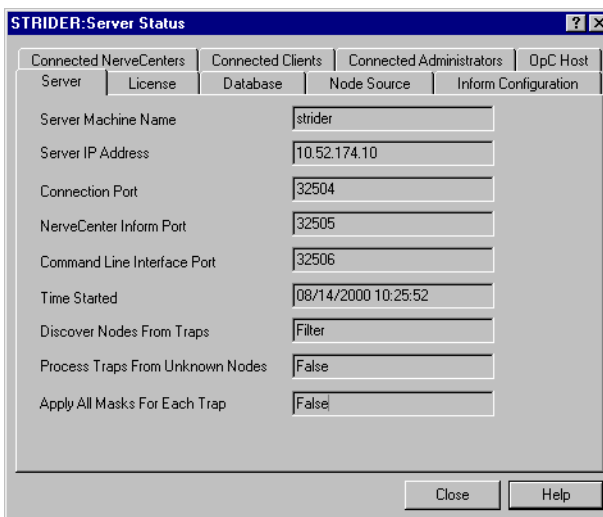 STRIDER:Server Status
Connected NerveCenters Connected Clients Connected Administrators OpC Host
Server License Database Node Source Inform Configuration
Server Machine Name strider
Server IP Address 10.52.174.10
Connection Port 32504
NerveCenter Inform Port 32505
Command Line Interface Port 32506
Time Started 08/14/2000 10:25:52
Discover Nodes From Traps Filter
Process Traps From Unknown Nodes False
Apply All Masks For Each Trap False
Close Help